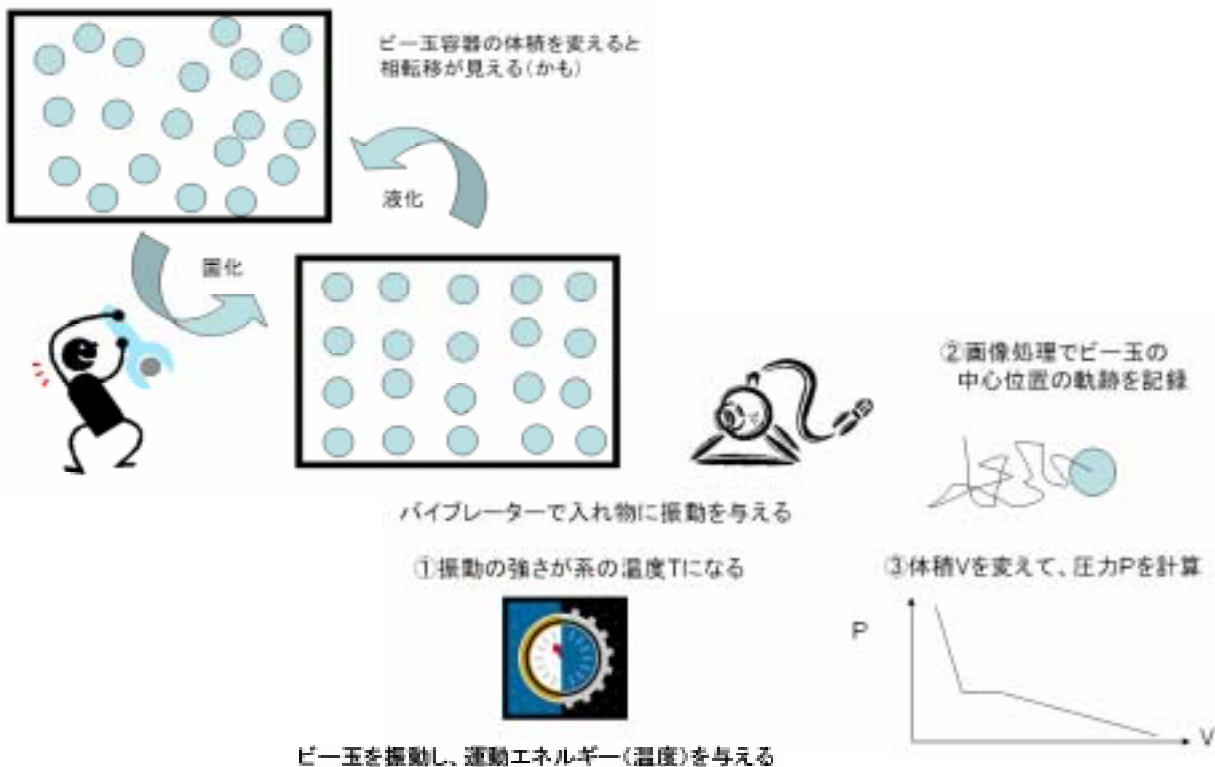 ビー玉容器の体積を変えると
相転移が見える(かも)
液化
固化
②画像処理でビー玉の
中心位置の軌跡を記録
バイブレーターで入れ物に振動を与える
①振動の強さが系の温度Tになる
③体積Vを変えて、圧力Pを計算
P
V
ビー玉を振動し、運動エネルギー(温度)を与える